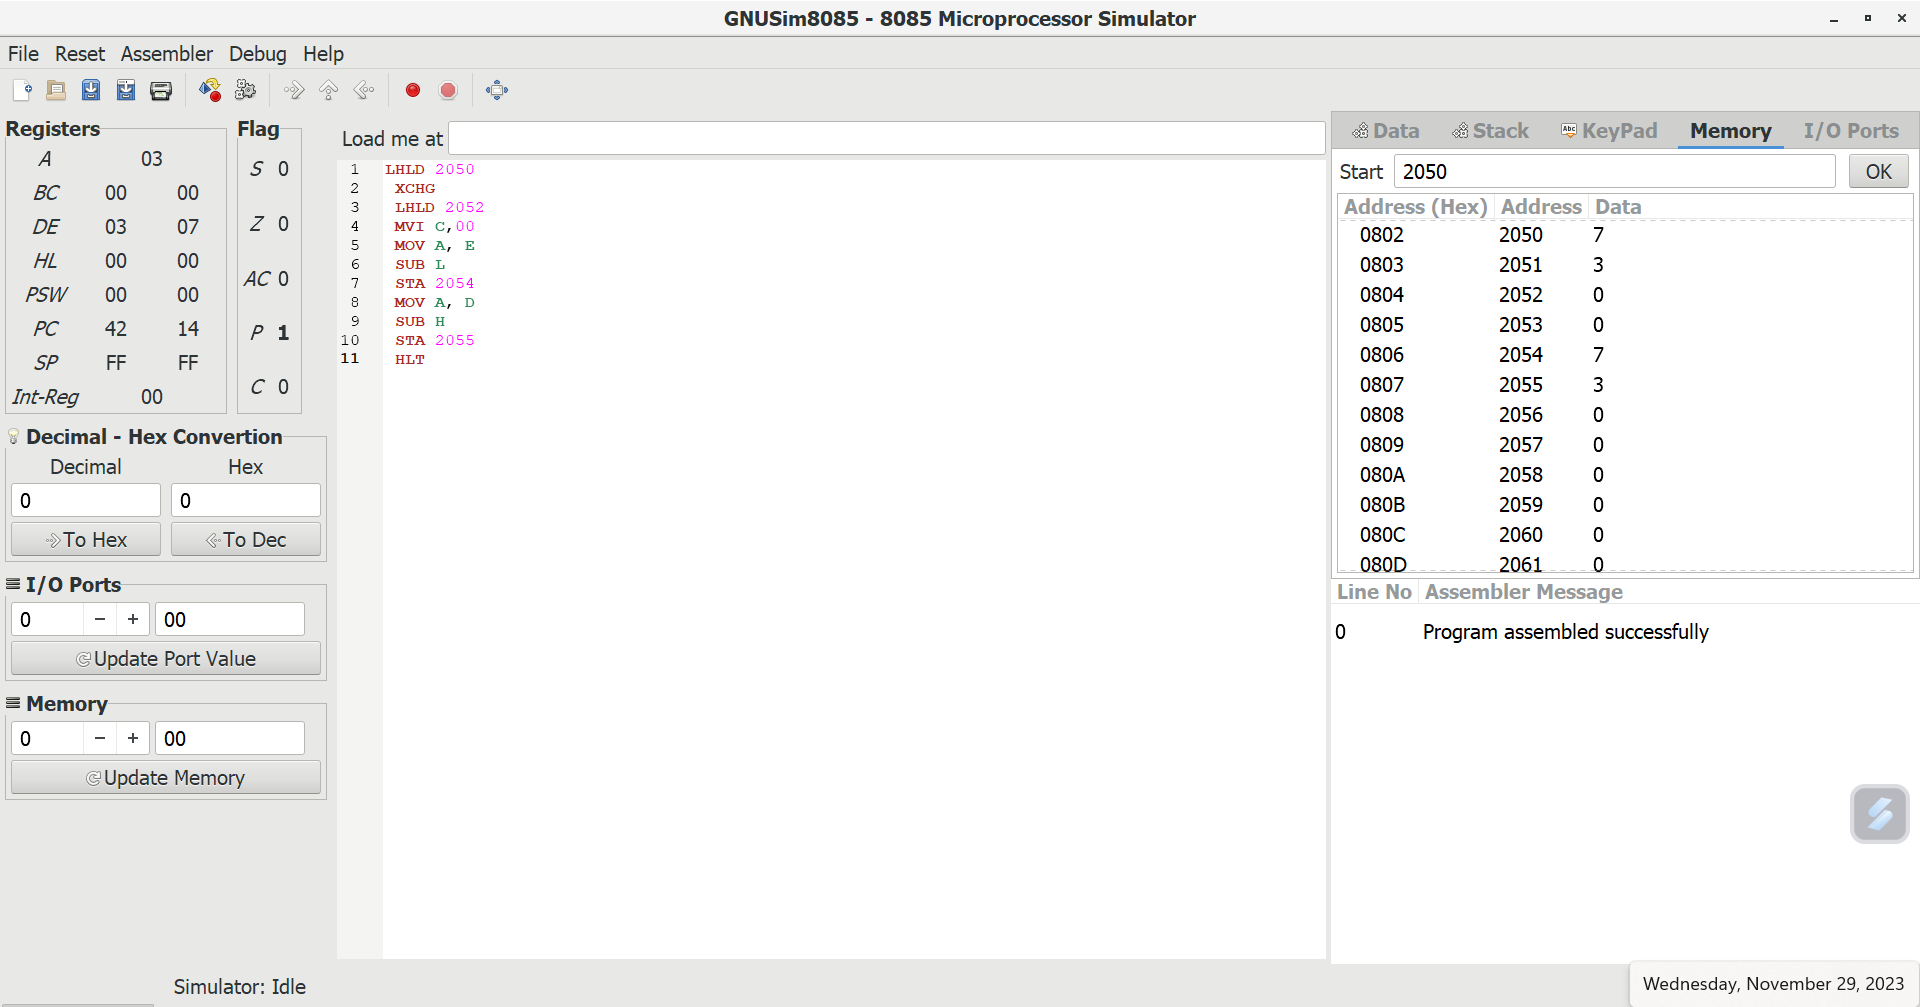 GNUSim8085 - 8085 Microprocessor Simulator
File Reset Assembler Debug Help
Registers
A 03
BC 00 00
DE 03 07
HL 00 00
PSW 00 00
PC 42 14
SP FF FF
Int-Reg 00
Flag
S 0
Z 0
AC 0
P 1
C 0
Decimal - Hex Convertion
Decimal Hex
0 0
To Hex To Dec
I/O Ports
0 − + 00
Update Port Value
Memory
0 − + 00
Update Memory
Load me at
1 LHLD 2050
2 XCHG
3 LHLD 2052
4 MVI C,00
5 MOV A, E
6 SUB L
7 STA 2054
8 MOV A, D
9 SUB H
10 STA 2055
11 HLT
Data Stack Abc KeyPad Memory I/O Ports
Start 2050 OK
Address (Hex) Address Data
0802 2050 7
0803 2051 3
0804 2052 0
0805 2053 0
0806 2054 7
0807 2055 3
0808 2056 0
0809 2057 0
080A 2058 0
080B 2059 0
080C 2060 0
080D 2061 0
Line No Assembler Message
0 Program assembled successfully
Simulator: Idle
Wednesday, November 29, 2023